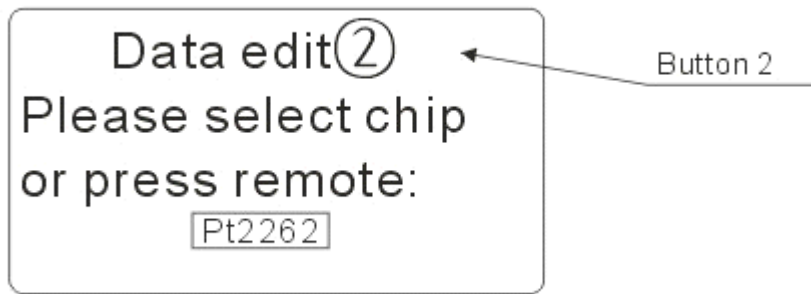 Data edit②
Button 2
Please select chip
or press remote:
Pt2262